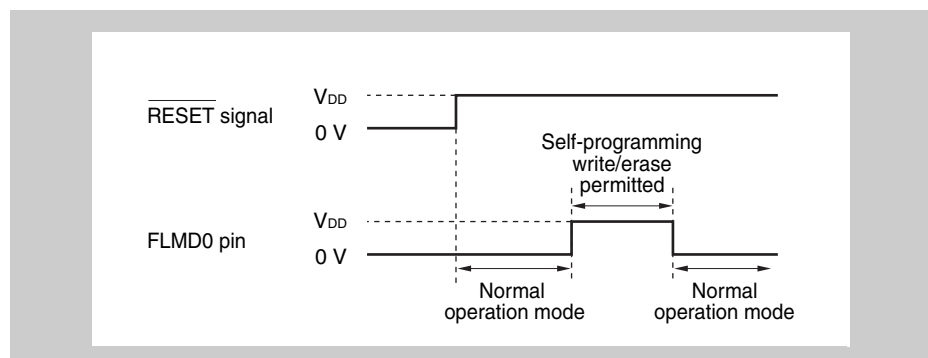 VDD
RESET signal
0 V
Self-programming
write/erase
permitted
VDD
FLMD0 pin
0 V
Normal
operation mode
Normal
operation mode